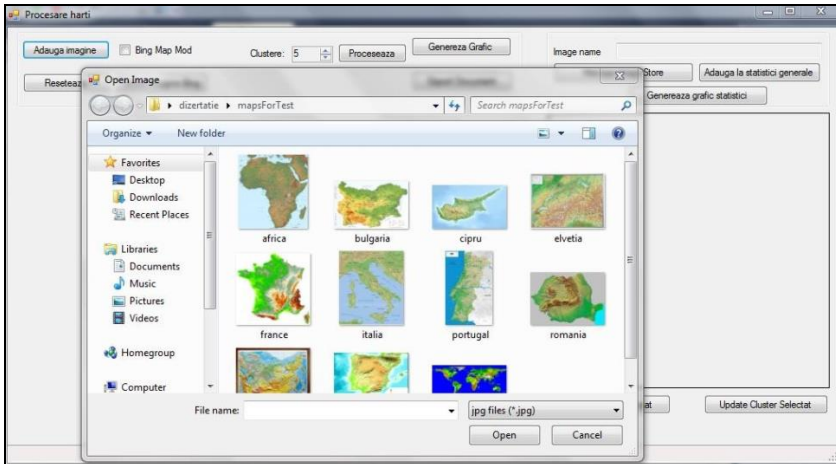 Procesare harti
Adauga imagine
Bing Map Mod
Clustere: 5
Proceseaza
Genereza Grafic
Image name
Reseteaz
Store
Adauga la statistici generale
Genereaza grafic statistici
Open Image
dizertatie mapsForTest
Search mapsForTest
Organize
New folder
Favorites
Desktop
Downloads
Recent Places
Libraries
Documents
Music
Pictures
Videos
Homegroup
Computer
africa
bulgaria
cipru
elvetia
france
italia
portugal
romania
File name:
jpg files (*.jpg)
Open
Cancel
at
Update Cluster Selectat